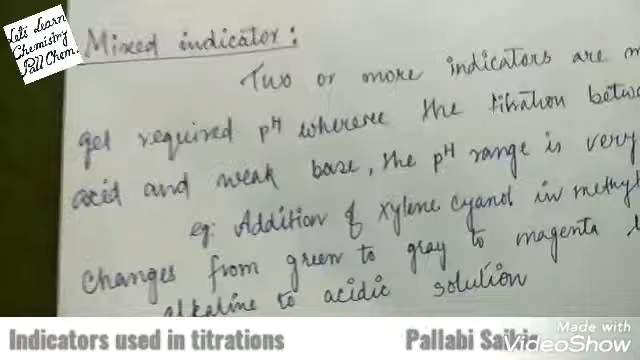 Let's Learn
Chemistry
Pall Chem.
Mixed indicator:
Two or more indicators are m
get required pH wherere the titration betw
acid and weak base, the pH range is very
eg: Addition of xylene cyanol in methyl
changes from green to gray to magenta
alkaline to acidic solution
Indicators used in titrations
Pallabi Saikia
Made with
VideoShow